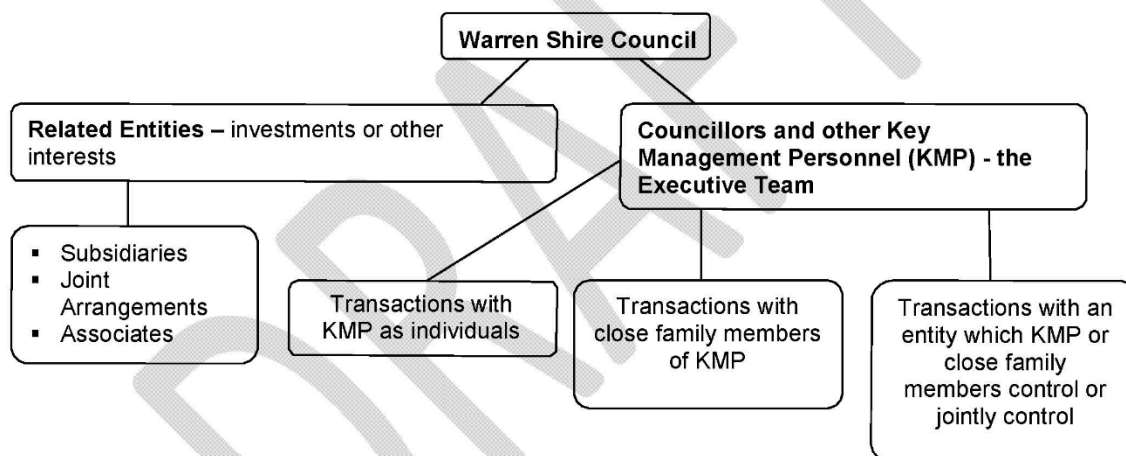 Warren Shire Council
Related Entities – investments or other
interests
Councillors and other Key
Management Personnel (KMP) - the
Executive Team
▪ Subsidiaries
▪ Joint
Arrangements
▪ Associates
Transactions with
KMP as individuals
Transactions with
close family members
of KMP
Transactions with an
entity which KMP or
close family
members control or
jointly control
DRAFT